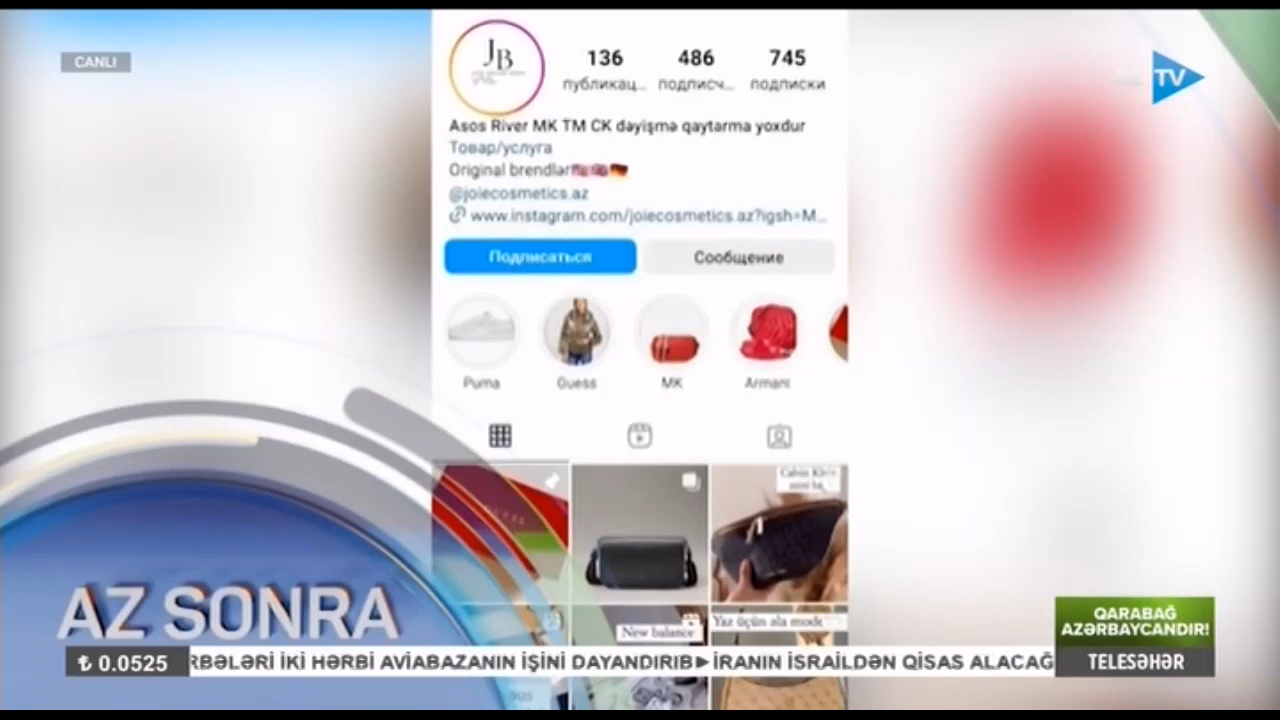 CANLI
TV
JB
136
486
745
публикац...
подписч...
подписки
Asos River MK TM CK dəyişmə qaytarma yoxdur
Товар/услуга
Original brendlər
@joiecosmetics.az
www.instagram.com/joiecosmetics.az?igsh=M...
Подписаться
Сообщение
Puma
Guess
MK
Armani
New balance
Yaz üçün əla mode
AZ SONRA
QARABAĞ
AZƏRBAYCANDIR!
₺ 0.0525
RBƏLƏRİ İKİ HƏRBİ AVİABAZANIN İŞİNİ DAYANDIRIB►İRANIN İSRAİLDƏN QİSAS ALACAĞ
TELESƏHƏR